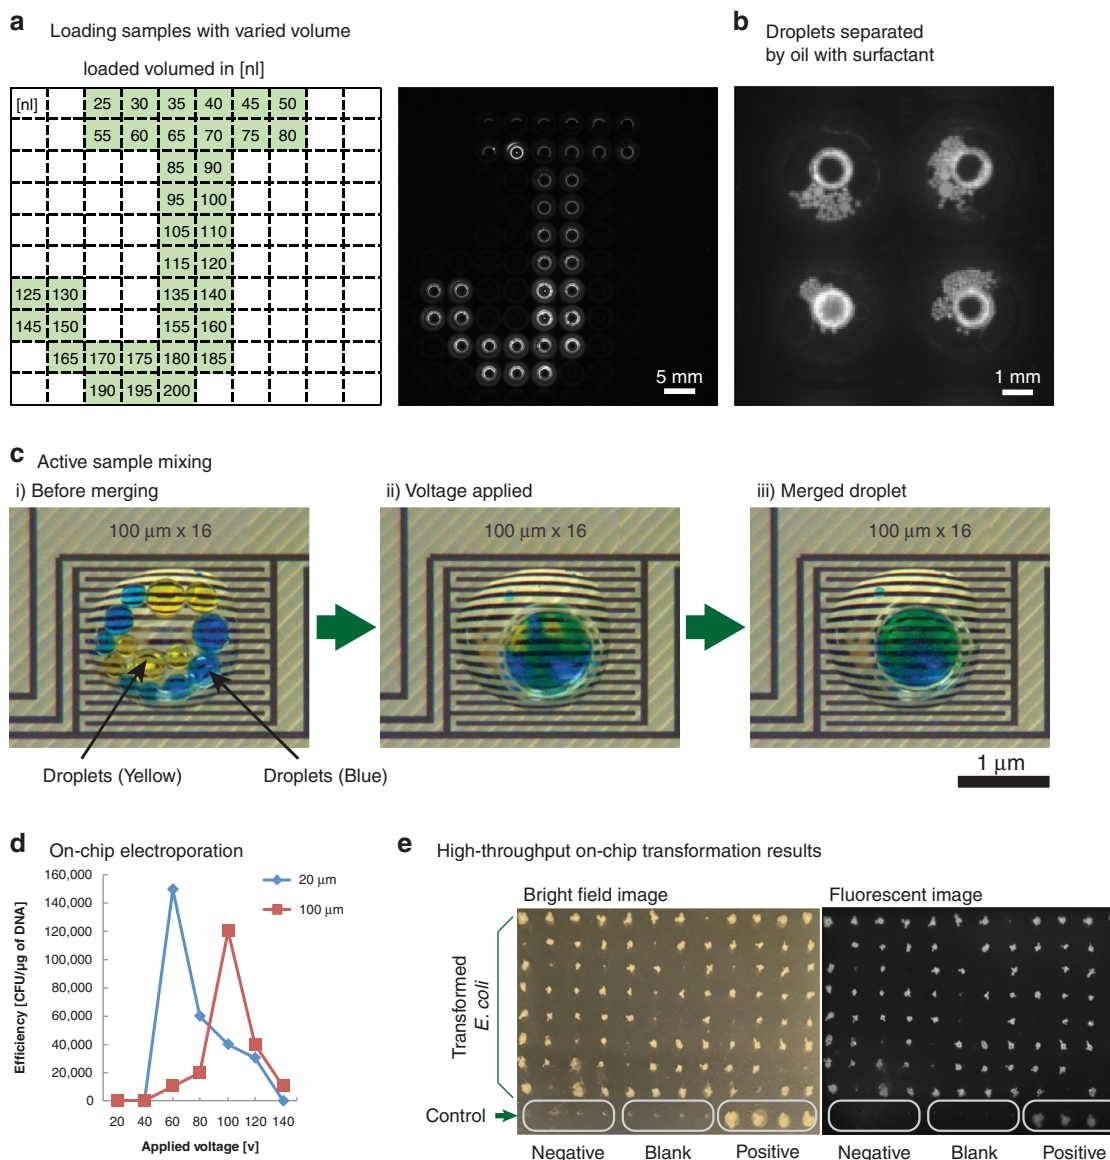 a Loading samples with varied volume
loaded volumed in [nl]
[nl] 25 30 35 40 45 50
55 60 65 70 75 80
85 90
95 100
105 110
115 120
125 130 135 140
145 150 155 160
165 170 175 180 185
190 195 200
5 mm
b Droplets separated
by oil with surfactant
1 mm
c Active sample mixing
i) Before merging
100 μm x 16
Droplets (Yellow)
Droplets (Blue)
ii) Voltage applied
100 μm x 16
iii) Merged droplet
100 μm x 16
1 μm
d On-chip electroporation
160,000
140,000
120,000
100,000
80,000
60,000
40,000
20,000
0
Efficiency [CFU/μg of DNA]
20 40 60 80 100 120 140
Applied voltage [v]
20 μm
100 μm
e High-throughput on-chip transformation results
Bright field image
Fluorescent image
Transformed
E. coli
Control
Negative Blank Positive
Negative Blank Positive